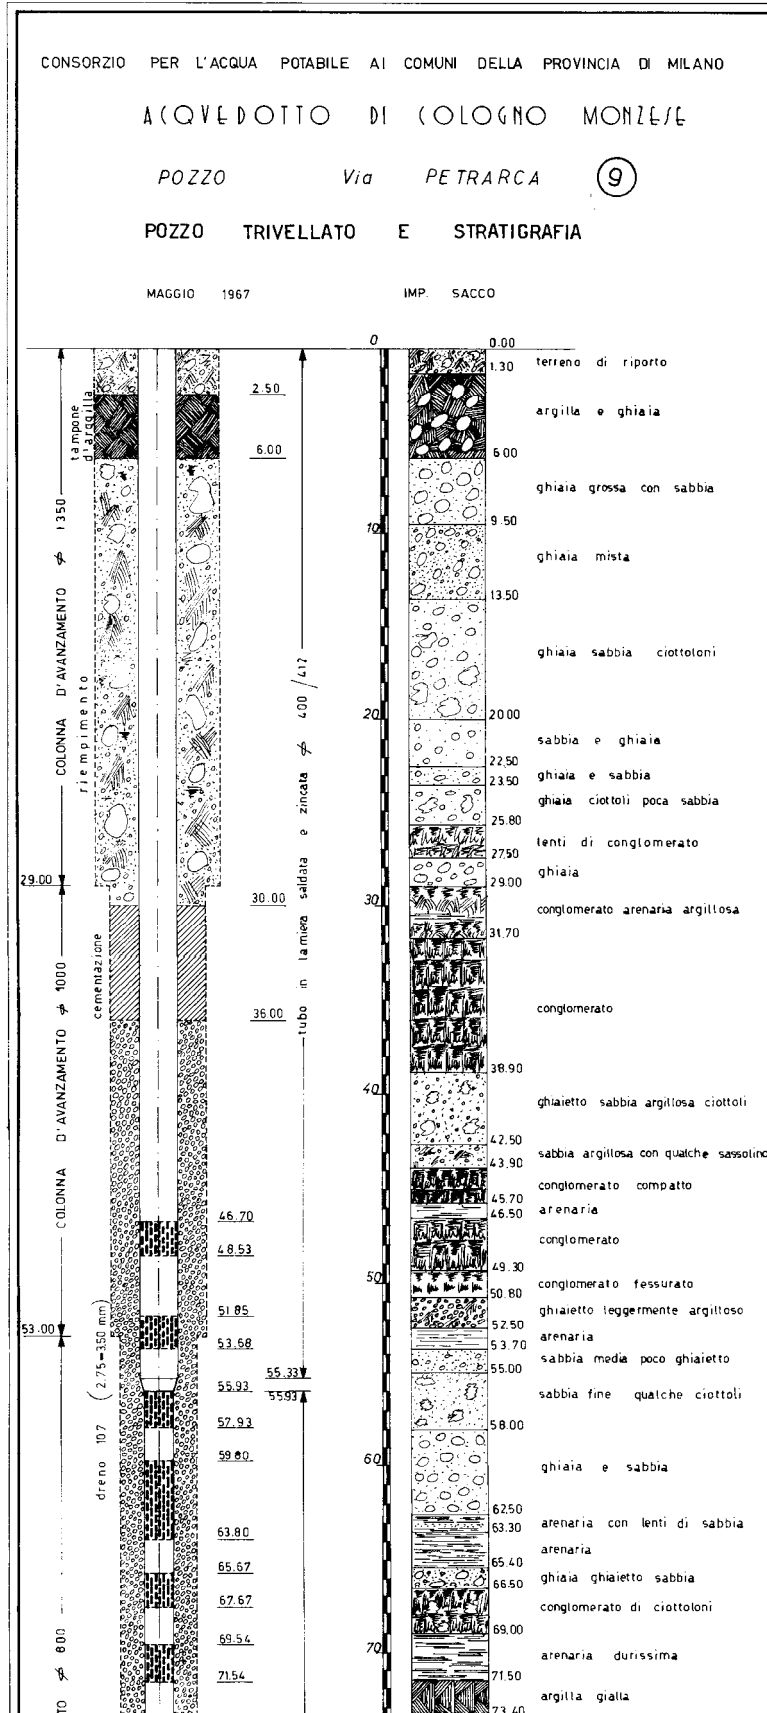 CONSORZIO PER L'ACQUA POTABILE AI COMUNI DELLA PROVINCIA DI MILANO
ACQVEDOTTO DI COLOGNO MONZESE
POZZO Via PETRARCA 9
POZZO TRIVELLATO E STRATIGRAFIA
MAGGIO 1967 IMP. SACCO
COLONNA D'AVANZAMENTO ø 1350
29.00
COLONNA D'AVANZAMENTO ø 1000
53.00
TO ø 800
tampone
d'argqilla
riempimento
cementazione
dreno 107 (2.75÷3.50 mm)
2.50
6.00
30.00
36.00
46.70
48.53
51.85
53.68
55.33
55.93
55.93
57.93
59.80
63.80
65.67
67.67
69.54
71.54
tubo in lamiera saldata e zincata ø 400/412
0
10
20
30
40
50
60
70
0.00
1.30 terreno di riporto
argilla e ghiaia
6.00
ghiaia grossa con sabbia
9.50
ghiaia mista
13.50
ghiaia sabbia ciottoloni
20.00
sabbia e ghiaia
22.50
23.50 ghiaia e sabbia
ghiaia ciottoli poca sabbia
25.80
lenti di conglomerato
27.50
ghiaia
29.00
conglomerato arenaria argillosa
31.70
conglomerato
38.90
ghiaietto sabbia argillosa ciottoli
42.50
sabbia argillosa con qualche sassolino
43.90
conglomerato compatto
45.70
arenaria
46.50
conglomerato
49.30
conglomerato fessurato
50.80
ghiaietto leggermente argilloso
52.50
arenaria
53.70
sabbia media poco ghiaietto
55.00
sabbia fine qualche ciottoli
58.00
ghiaia e sabbia
62.50
63.30 arenaria con lenti di sabbia
arenaria
65.40
ghiaia ghiaietto sabbia
66.50
conglomerato di ciottoloni
69.00
arenaria durissima
71.50
argilla gialla
73.40